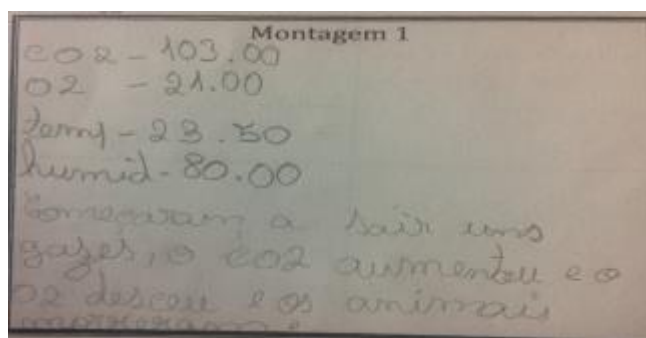 Montagem 1
CO2 - 103.00
O2 - 21.00
temp - 23.50
humid - 80.00
Começaram a sair uns
gazes, o CO2 aumentou e o
O2 desceu e os animais
morreram.